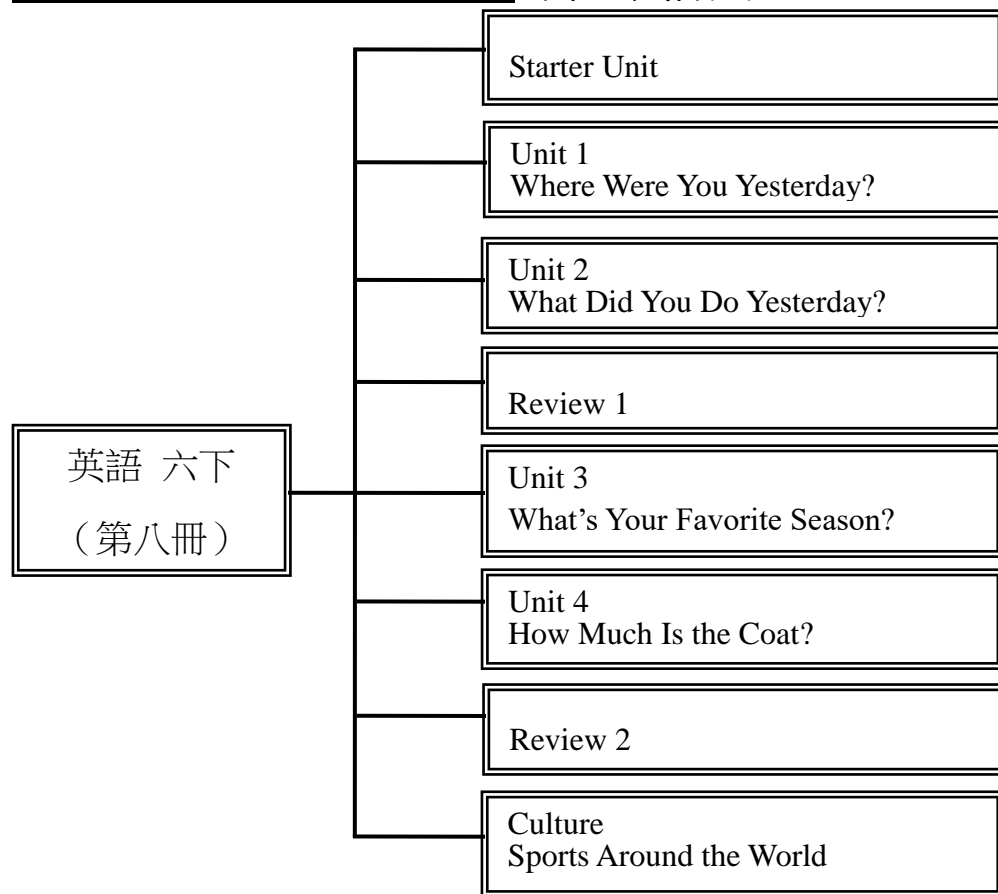 Starter Unit
Unit 1
Where Were You Yesterday?
Unit 2
What Did You Do Yesterday?
Review 1
英語 六下
（第八冊）
Unit 3
What’s Your Favorite Season?
Unit 4
How Much Is the Coat?
Review 2
Culture
Sports Around the World